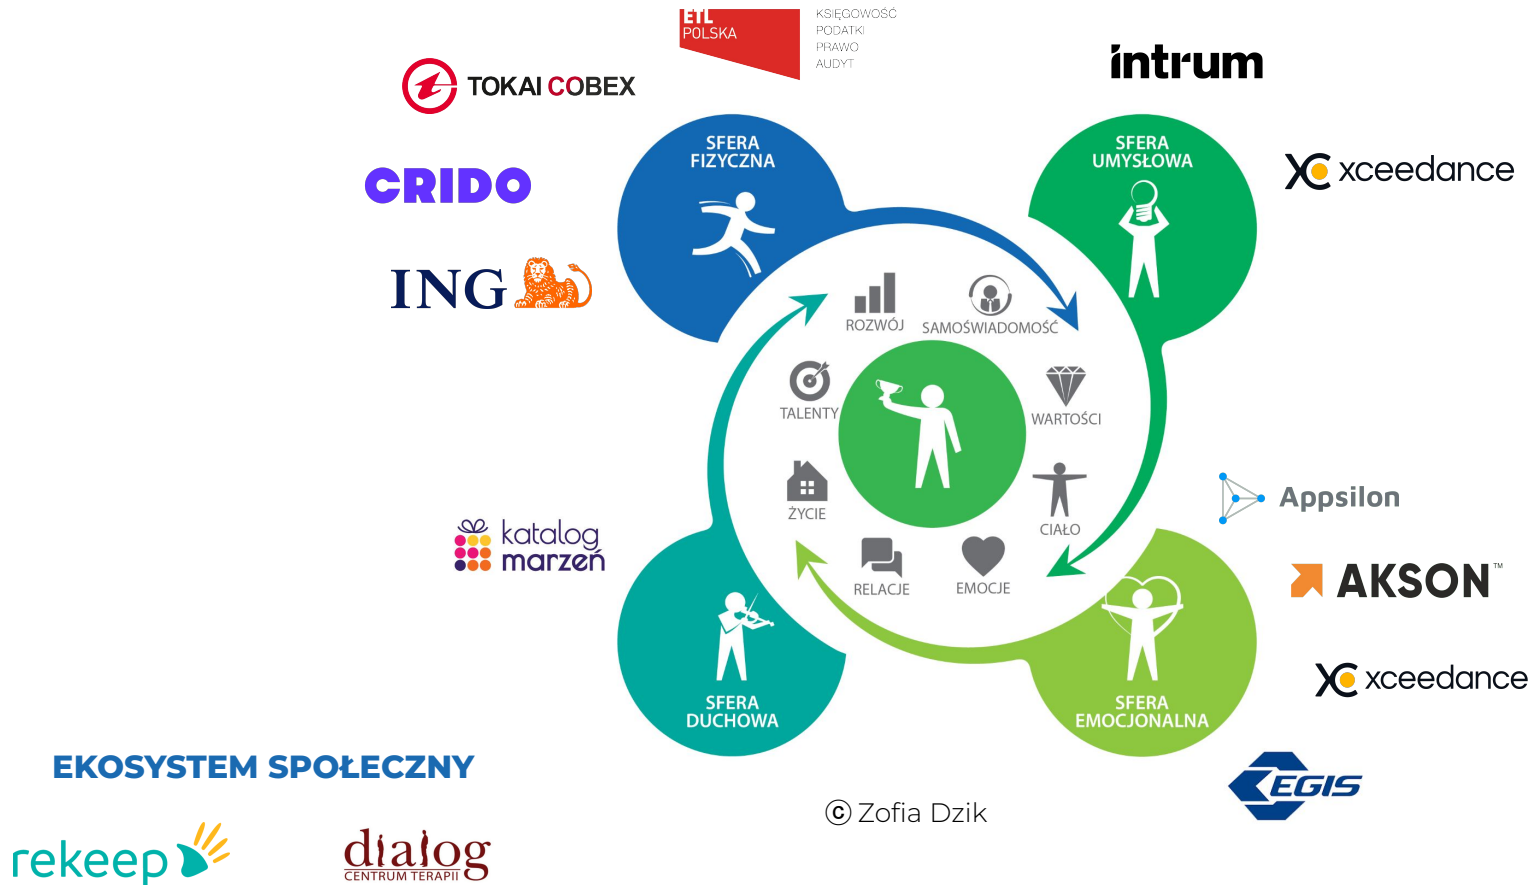 ETL
POLSKA
KSIĘGOWOŚĆ
PODATKI
PRAWO
AUDYT
intrum
TOKAI COBEX
SFERA
FIZYCZNA
SFERA
UMYSŁOWA
xceedance
CRIDO
ING
ROZWÓJ
SAMOŚWIADOMOŚĆ
TALENTY
WARTOŚCI
ŻYCIE
CIAŁO
RELACJE
EMOCJE
katalog
marzeń
Appsilon
AKSON™
xceedance
SFERA
DUCHOWA
SFERA
EMOCJONALNA
EKOSYSTEM SPOŁECZNY
EGIS
© Zofia Dzik
rekeep
dialog
CENTRUM TERAPII